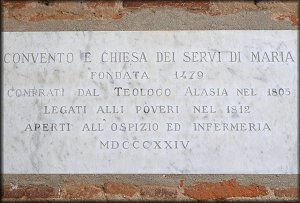 CONVENTO E CHIESA DEI SERVI DI MARIA
FONDATA 1479
COMPRATI DAL TEOLOGO ALASIA NEL 1803
LEGATI ALLI POVERI NEL 1812
APERTI ALL OSPIZIO ED INFERMERIA
MDCCCXXIV